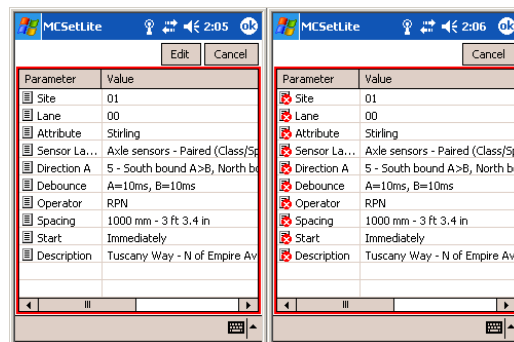 MCSetLite 2:05 ok
Edit Cancel
Parameter Value
Site 01
Lane 00
Attribute Stirling
Sensor La... Axle sensors - Paired (Class/Sp
Direction A 5 - South bound A>B, North bo
Debounce A=10ms, B=10ms
Operator RPN
Spacing 1000 mm - 3 ft 3.4 in
Start Immediately
Description Tuscany Way - N of Empire Av
MCSetLite 2:06 ok
Cancel
Parameter Value
Site 01
Lane 00
Attribute Stirling
Sensor La... Axle sensors - Paired (Class/Sp
Direction A 5 - South bound A>B, North bo
Debounce A=10ms, B=10ms
Operator RPN
Spacing 1000 mm - 3 ft 3.4 in
Start Immediately
Description Tuscany Way - N of Empire Av